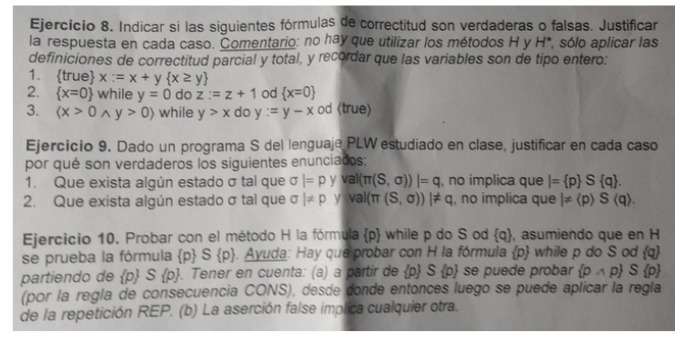 Ejercicio 8. Indicar si las siguientes fórmulas de correctitud son verdaderas o falsas. Justificar
la respuesta en cada caso. Comentario: no hay que utilizar los métodos H y H*, sólo aplicar las
definiciones de correctitud parcial y total, y recordar que las variables son de tipo entero:
1. {true} x := x + y {x ≥ y}
2. {x=0} while y = 0 do z := z + 1 od {x=0}
3. ⟨x > 0 ∧ y > 0⟩ while y > x do y := y – x od ⟨true⟩
Ejercicio 9. Dado un programa S del lenguaje PLW estudiado en clase, justificar en cada caso
por qué son verdaderos los siguientes enunciados:
1. Que exista algún estado σ tal que σ |= p y val(π(S, σ)) |= q, no implica que |= {p} S {q}.
2. Que exista algún estado σ tal que σ |≠ p y val(π (S, σ)) |≠ q, no implica que |≠ ⟨p⟩ S ⟨q⟩.
Ejercicio 10. Probar con el método H la fórmula {p} while p do S od {q}, asumiendo que en H
se prueba la fórmula {p} S {p}. Ayuda: Hay que probar con H la fórmula {p} while p do S od {q}
partiendo de {p} S {p}. Tener en cuenta: (a) a partir de {p} S {p} se puede probar {p ∧ p} S {p}
(por la regla de consecuencia CONS), desde donde entonces luego se puede aplicar la regla
de la repetición REP. (b) La aserción false implica cualquier otra.